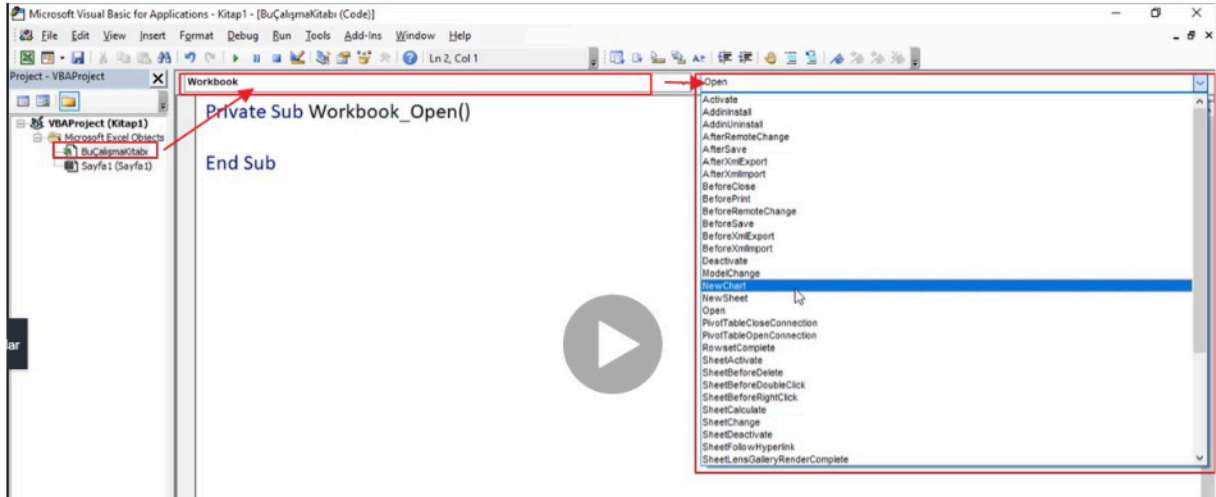 Microsoft Visual Basic for Applications - Kitap1 - [BuÇalışmaKitabı (Code)]
File Edit View Insert Format Debug Run Tools Add-Ins Window Help
Ln 2, Col 1
Project - VBAProject
Workbook
Open
VBAProject (Kitap1)
Microsoft Excel Objects
BuÇalışmaKitabı
Sayfa1 (Sayfa1)
Private Sub Workbook_Open()
End Sub
Activate
AddinInstall
AddinUninstall
AfterRemoteChange
AfterSave
AfterXmlExport
AfterXmlImport
BeforeClose
BeforePrint
BeforeRemoteChange
BeforeSave
BeforeXmlExport
BeforeXmlImport
Deactivate
ModelChange
NewChart
NewSheet
Open
PivotTableCloseConnection
PivotTableOpenConnection
RowsetComplete
SheetActivate
SheetBeforeDelete
SheetBeforeDoubleClick
SheetBeforeRightClick
SheetCalculate
SheetChange
SheetDeactivate
SheetFollowHyperlink
SheetLensGalleryRenderComplete
lar